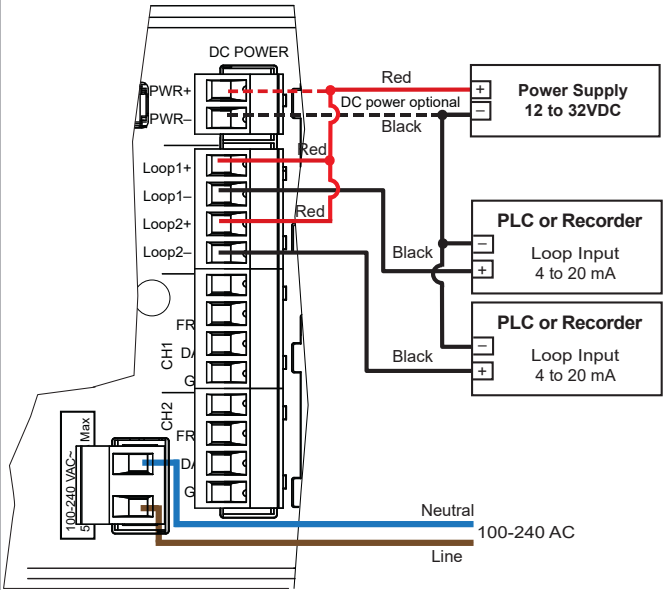 DC POWER
PWR+
PWR–
Loop1+
Loop1–
Loop2+
Loop2–
Red
DC power optional
Black
Red
Red
Black
Black
+
–
Power Supply
12 to 32VDC
PLC or Recorder
–
Loop Input
+
4 to 20 mA
PLC or Recorder
–
Loop Input
+
4 to 20 mA
CH1
FR
G
CH2
FR
G
100-240 VAC~
Max
Neutral
100-240 AC
Line